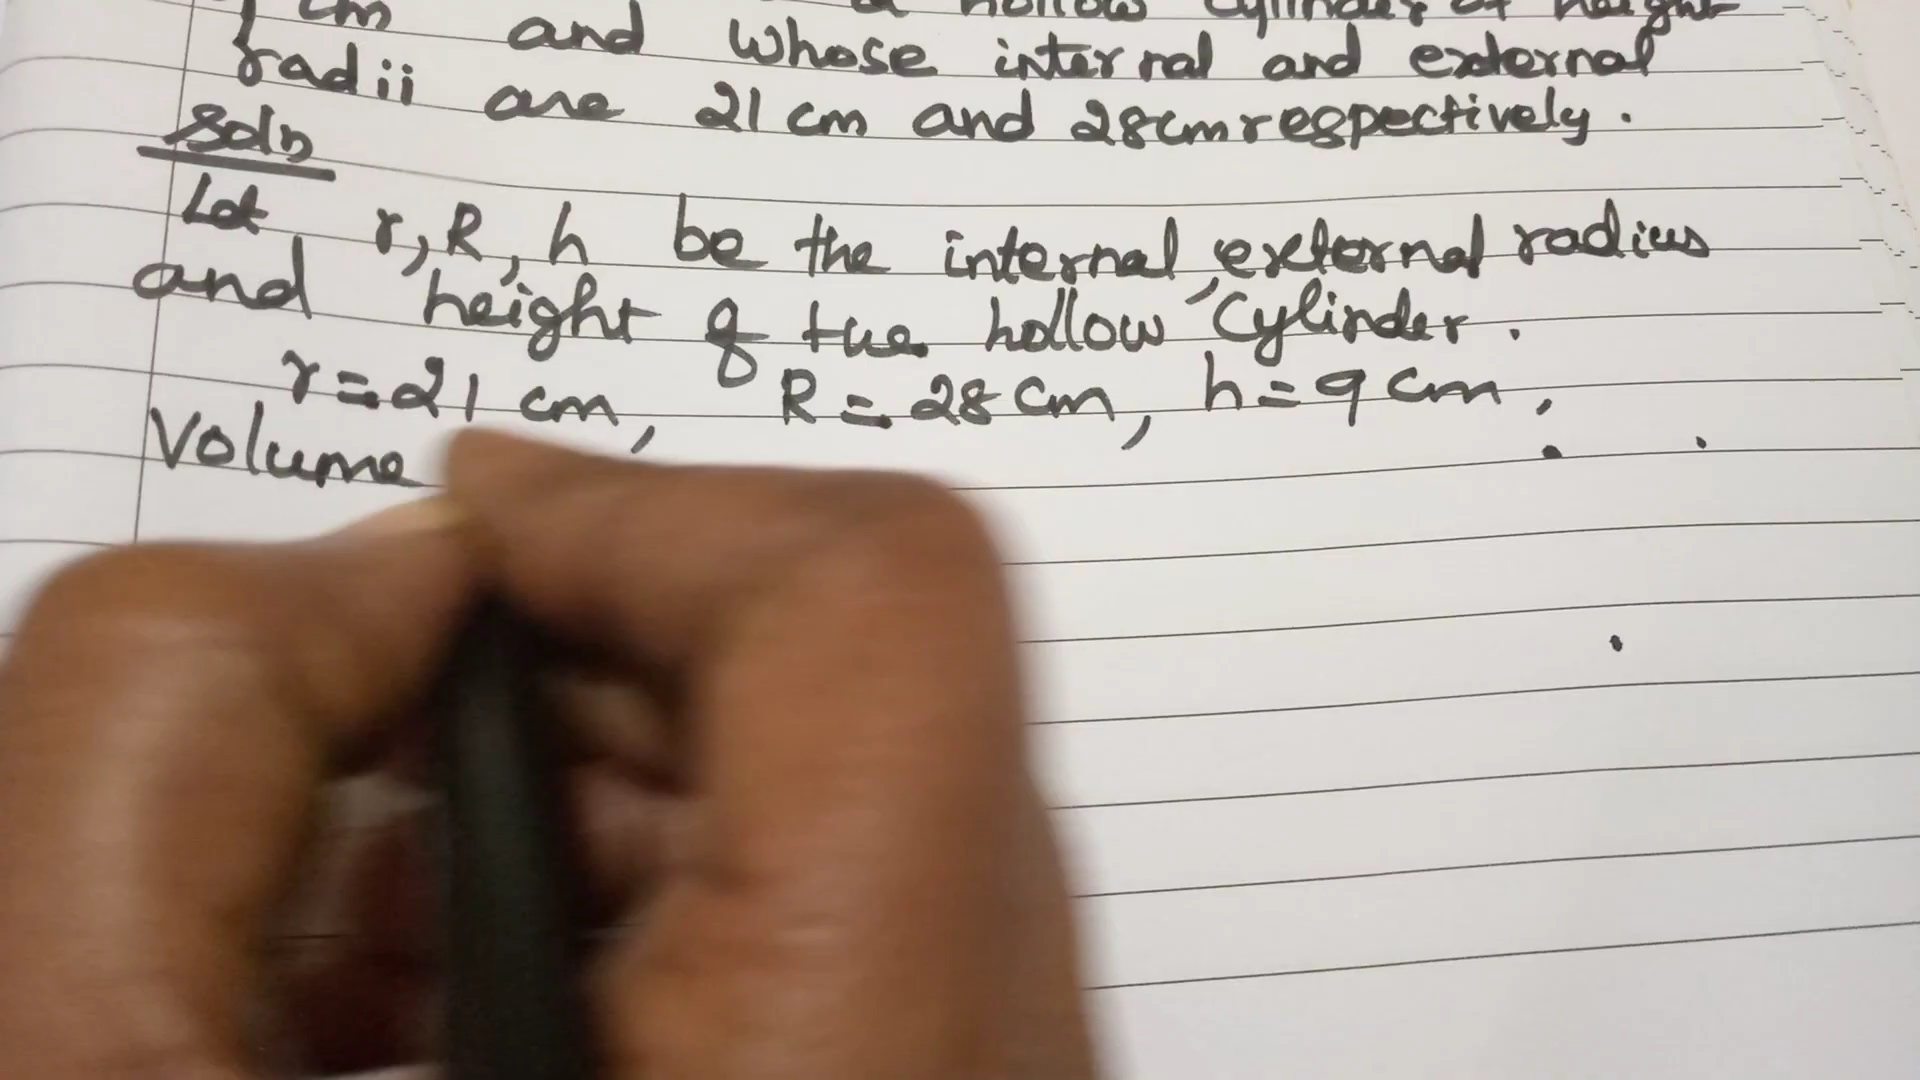 cm and whose internal and external
radii are 21 cm and 28cm respectively.
Soln
Let r, R, h be the internal, external radius
and height of the hollow cylinder.
r = 21 cm, R = 28 cm, h = 9 cm,
Volume